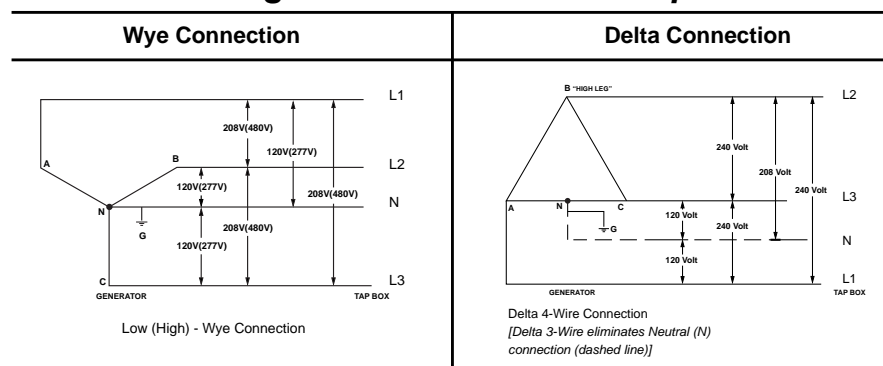 Wye Connection
Delta Connection
L1
208V(480V)
120V(277V)
A
B
L2
120V(277V)
208V(480V)
N
N
208V(480V)
G
120V(277V)
C
L3
GENERATOR
TAP BOX
Low (High) - Wye Connection
B "HIGH LEG"
L2
240 Volt
208 Volt
240 Volt
L3
A
N
C
120 Volt
G
240 Volt
N
120 Volt
L1
GENERATOR
TAP BOX
Delta 4-Wire Connection
[Delta 3-Wire eliminates Neutral (N)
connection (dashed line)]